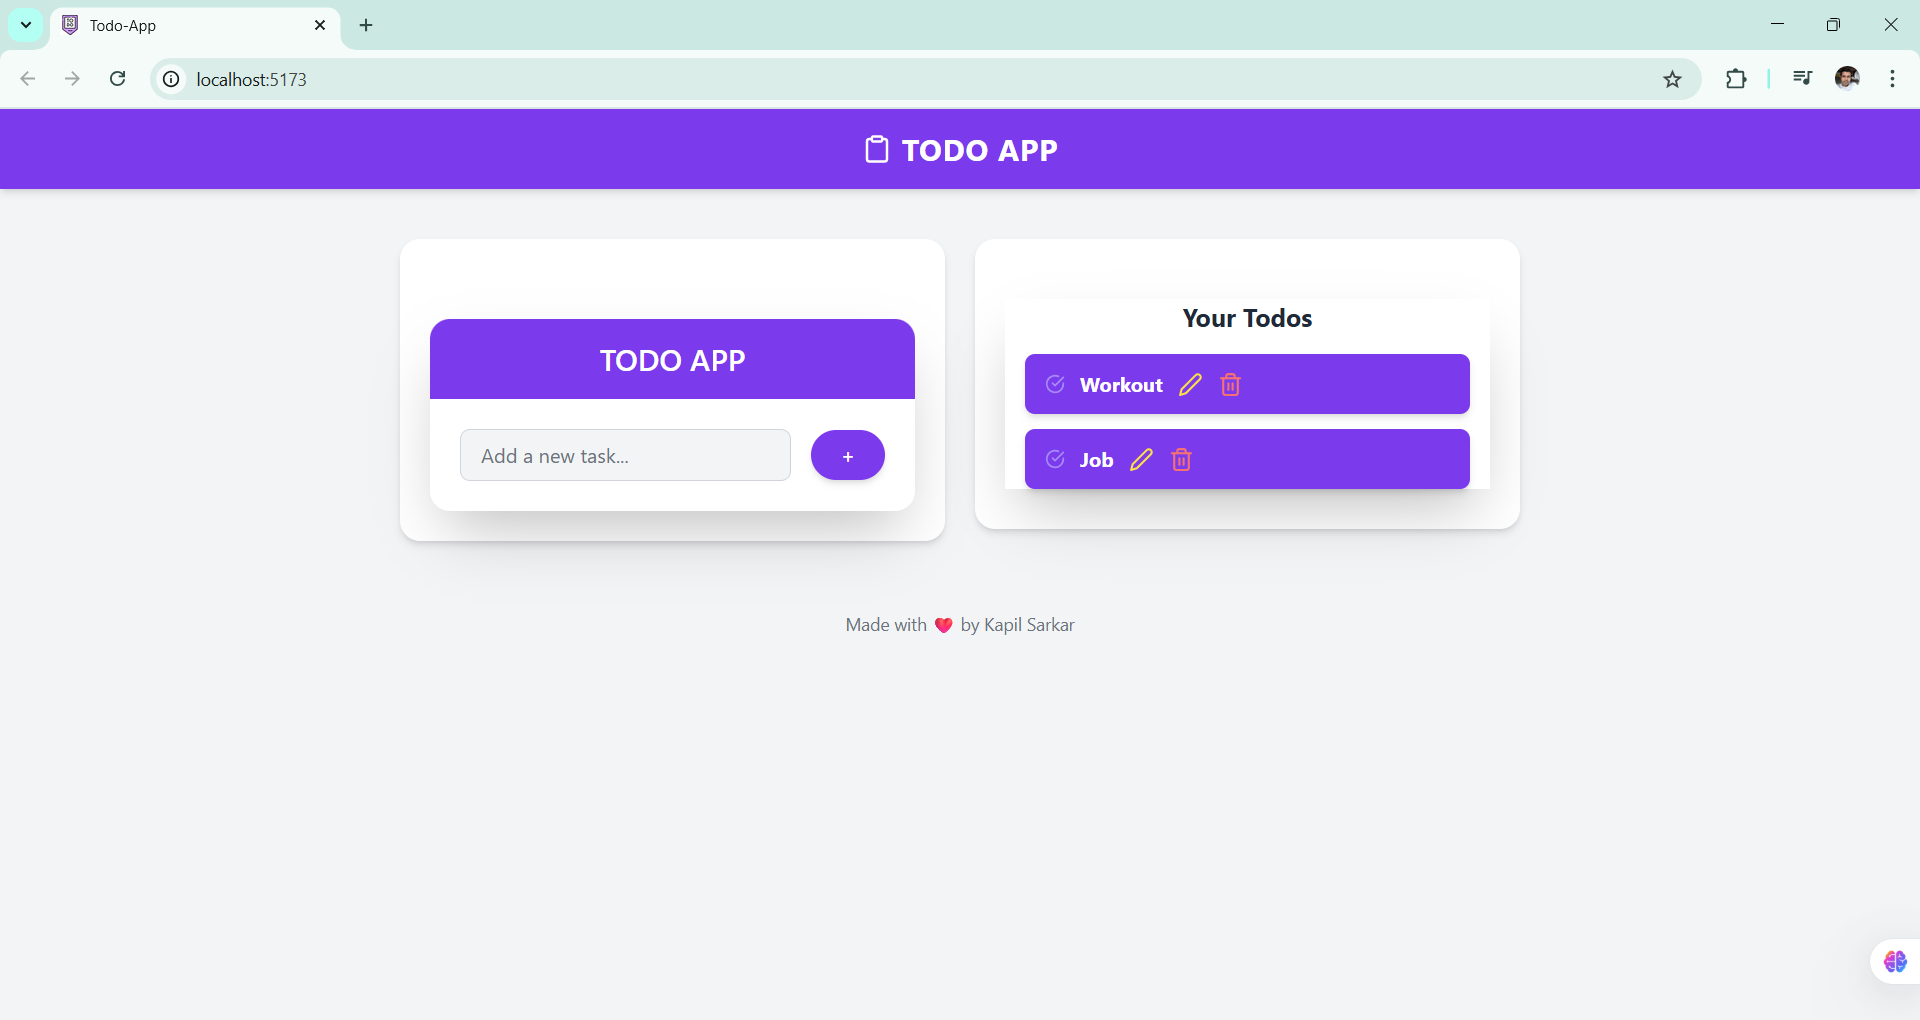 Todo-App
localhost:5173
TODO APP
TODO APP
Add a new task...
+
Your Todos
Workout
Job
Made with ❤️ by Kapil Sarkar